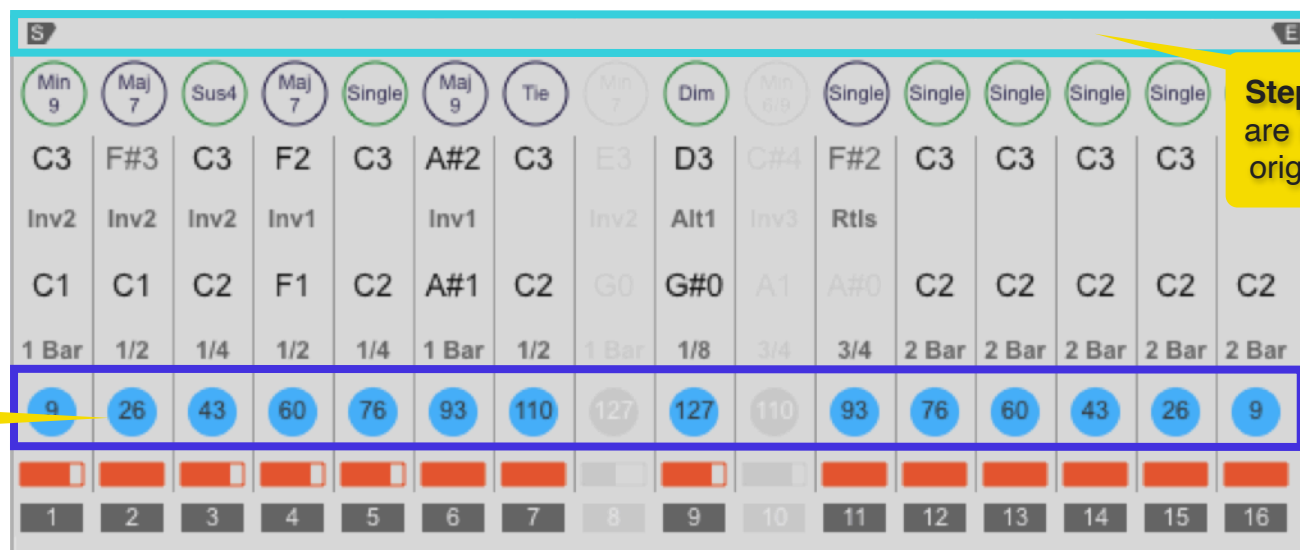 S E
Min 9 Maj 7 Sus4 Maj 7 Single Maj 9 Tie Min 7 Dim Min 6/9 Single Single Single Single Single
Step
are
orig
C3 F#3 C3 F2 C3 A#2 C3 E3 D3 C#4 F#2 C3 C3 C3 C3
Inv2 Inv2 Inv2 Inv1 Inv1 Inv2 Alt1 Inv3 Rtls
C1 C1 C2 F1 C2 A#1 C2 G0 G#0 A1 A#0 C2 C2 C2 C2 C2
1 Bar 1/2 1/4 1/2 1/4 1 Bar 1/2 1 Bar 1/8 3/4 3/4 2 Bar 2 Bar 2 Bar 2 Bar 2 Bar
9 26 43 60 76 93 110 127 127 110 93 76 60 43 26 9
1 2 3 4 5 6 7 8 9 10 11 12 13 14 15 16